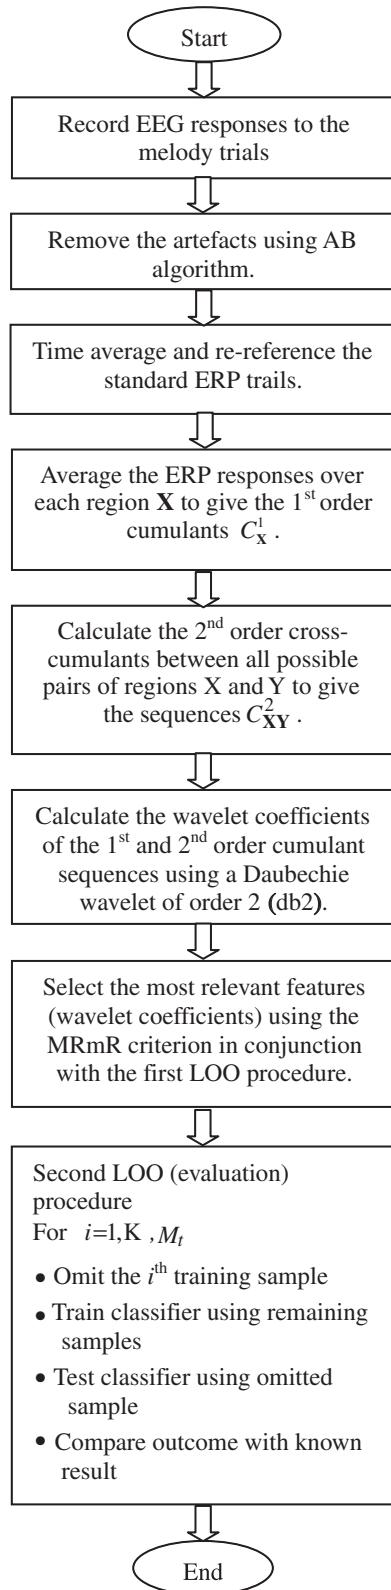 Start
Record EEG responses to the
melody trials
Remove the artefacts using AB
algorithm.
Time average and re-reference the
standard ERP trails.
Average the ERP responses over
each region X to give the 1st order
cumulants C^1_X .
Calculate the 2nd order cross-
cumulants between all possible
pairs of regions X and Y to give
the sequences C^2_XY .
Calculate the wavelet coefficients
of the 1st and 2nd order cumulant
sequences using a Daubechie
wavelet of order 2 (db2).
Select the most relevant features
(wavelet coefficients) using the
MRmR criterion in conjunction
with the first LOO procedure.
Second LOO (evaluation)
procedure
For i=1,K ,M_t
• Omit the i^th training sample
• Train classifier using remaining
samples
• Test classifier using omitted
sample
• Compare outcome with known
result
End